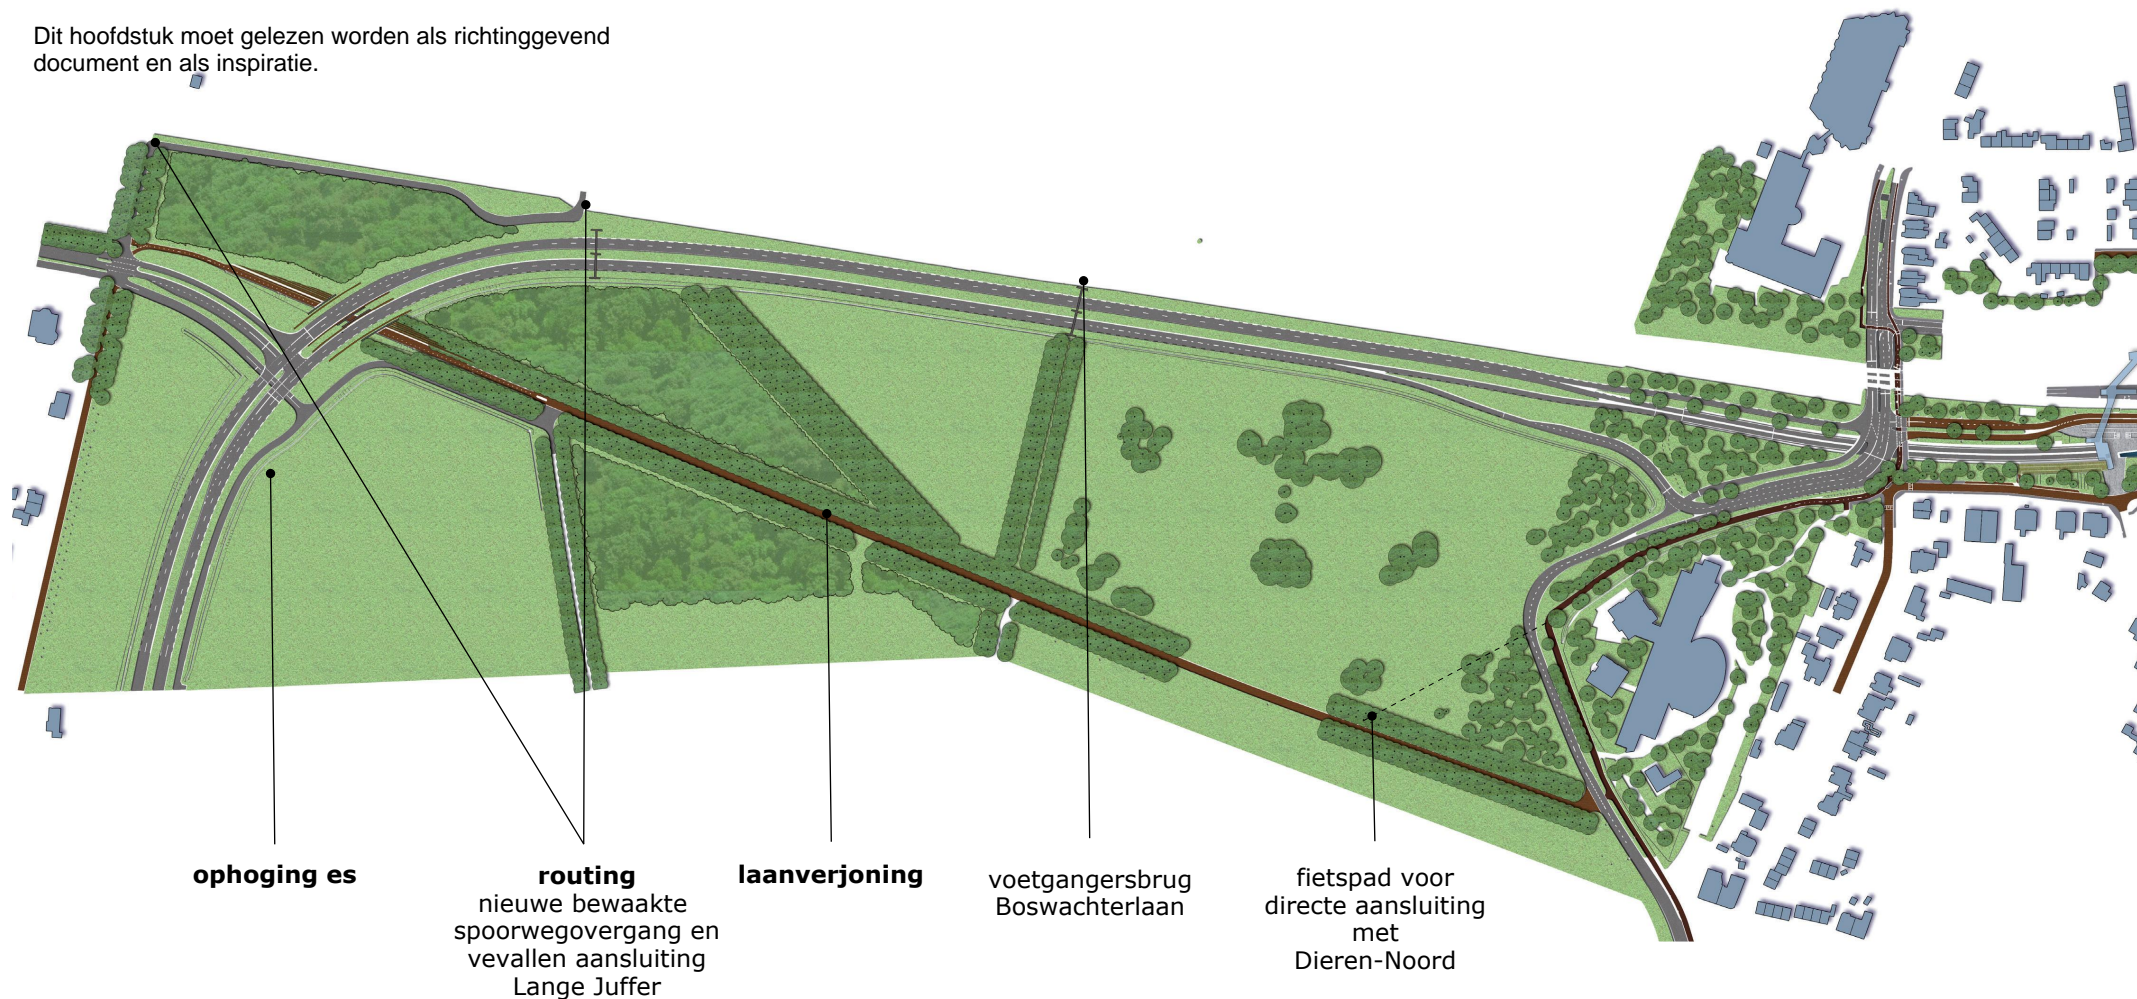 Dit hoofdstuk moet gelezen worden als richtinggevend
document en als inspiratie.
ophoging es
routing
nieuwe bewaakte
spoorwegovergang en
vevallen aansluiting
Lange Juffer
laanverjoning
voetgangersbrug
Boswachterlaan
fietspad voor
directe aansluiting
met
Dieren-Noord